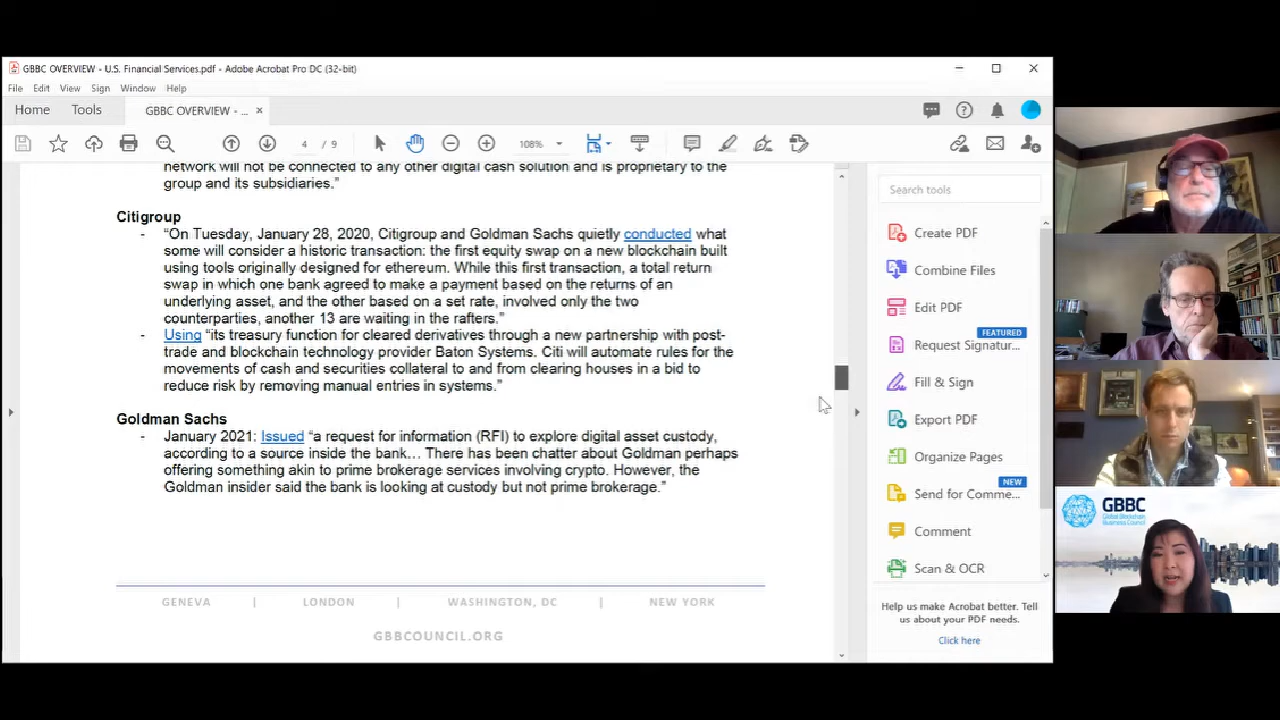 GBBC OVERVIEW - U.S. Financial Services.pdf - Adobe Acrobat Pro DC (32-bit)
File Edit View Sign Window Help
Home Tools GBBC OVERVIEW - ... ×
4 / 9 108%
network will not be connected to any other digital cash solution and is proprietary to the
group and its subsidiaries.”
Citigroup
- “On Tuesday, January 28, 2020, Citigroup and Goldman Sachs quietly conducted what
some will consider a historic transaction: the first equity swap on a new blockchain built
using tools originally designed for ethereum. While this first transaction, a total return
swap in which one bank agreed to make a payment based on the returns of an
underlying asset, and the other based on a set rate, involved only the two
counterparties, another 13 are waiting in the rafters.”
- Using “its treasury function for cleared derivatives through a new partnership with post-
trade and blockchain technology provider Baton Systems. Citi will automate rules for the
movements of cash and securities collateral to and from clearing houses in a bid to
reduce risk by removing manual entries in systems.”
Goldman Sachs
- January 2021: Issued “a request for information (RFI) to explore digital asset custody,
according to a source inside the bank… There has been chatter about Goldman perhaps
offering something akin to prime brokerage services involving crypto. However, the
Goldman insider said the bank is looking at custody but not prime brokerage.”
GENEVA | LONDON | WASHINGTON, DC | NEW YORK
GBBCOUNCIL.ORG
Search tools
Create PDF
Combine Files
Edit PDF
FEATURED
Request Signatur...
Fill & Sign
Export PDF
Organize Pages
NEW
Send for Comme...
Comment
Scan & OCR
Help us make Acrobat better. Tell
us about your PDF needs.
Click here
GBBC
Global Blockchain
Business Council